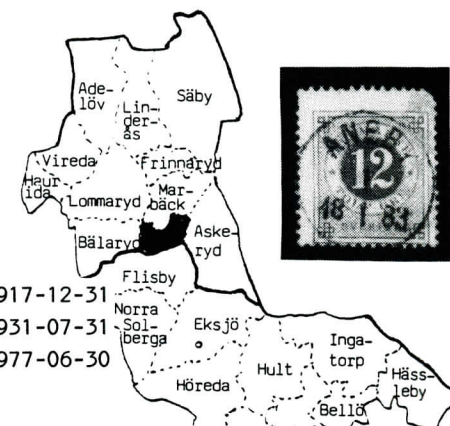 Ade-
löv
Lin-
der-
ås
Säby
Vireda
Frinnaryd
Haur
ida
Lommaryd
Mar-
bäck
Bälaryd
Aske-
ryd
ANEBY
12
18 1 83
Flisby
917-12-31
Norra
931-07-31
Sol-
berga
Eksjö
977-06-30
Inga-
torp
Höreda
Hult
Häss-
leby
Bellö